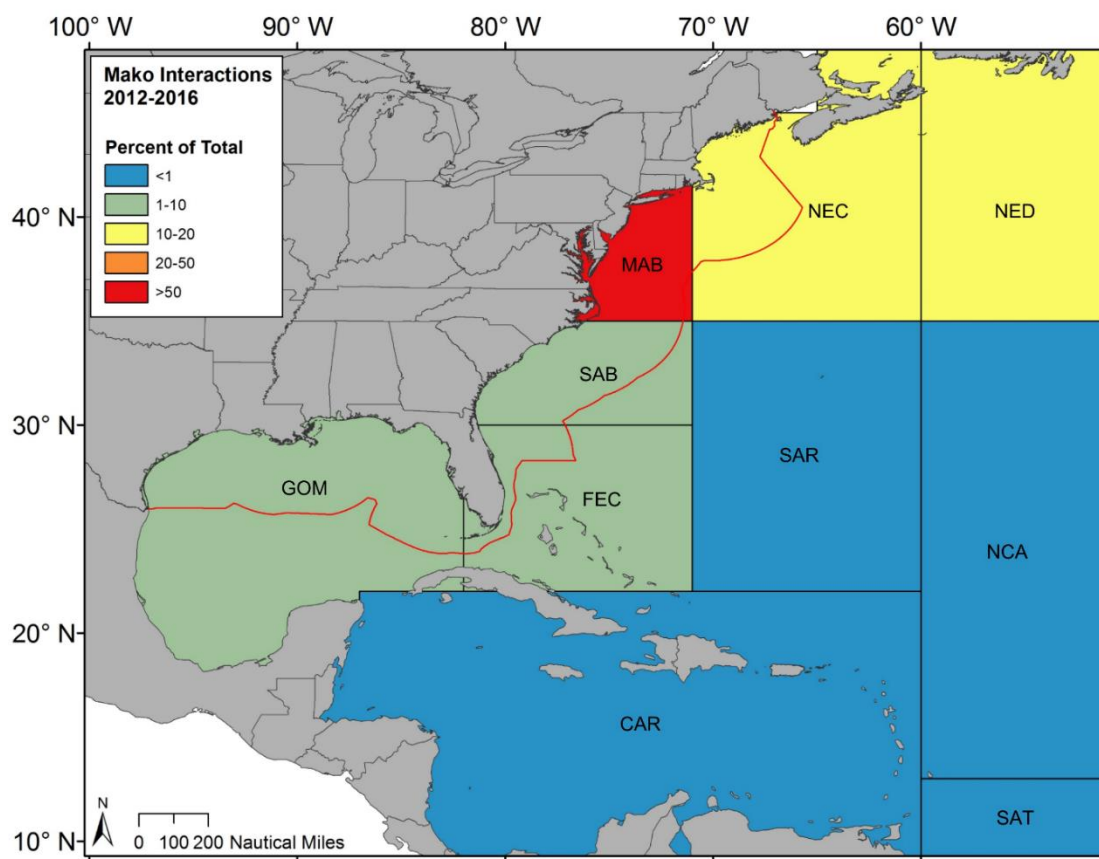 100° W 90° W 80° W 70° W 60° W
Mako Interactions
2012-2016
Percent of Total
<1
1-10
10-20
20-50
>50
40° N
NEC
NED
MAB
SAB
30° N
SAR
GOM
FEC
NCA
20° N
CAR
N
0 100 200 Nautical Miles
SAT
10° N